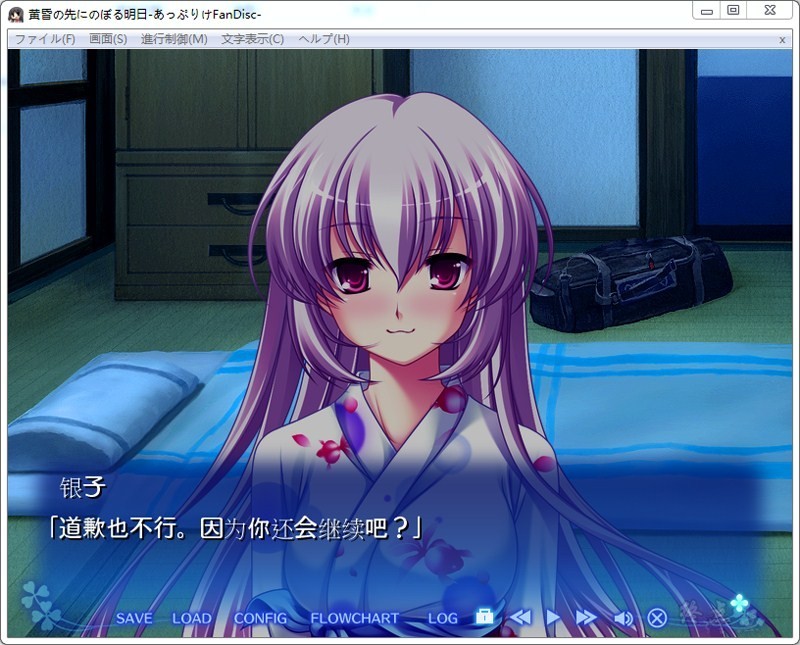 黄昏の先にのぼる明日-あっぷりけFanDisc-
ファイル(F) 画面(S) 進行制御(M) 文字表示(C) ヘルプ(H) x
银子
「道歉也不行。因为你还会继续吧？」
SAVE LOAD CONFIG FLOWCHART LOG